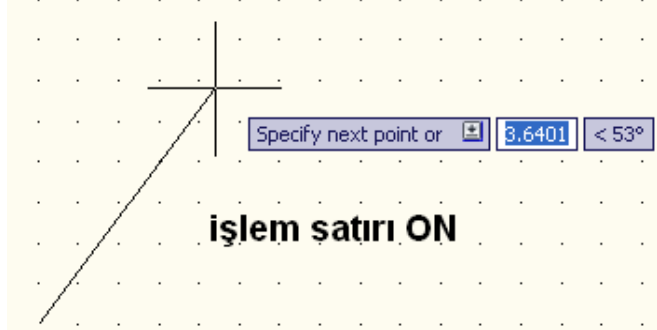 Specify next point or 3.6401 < 53°
işlem satırı ON